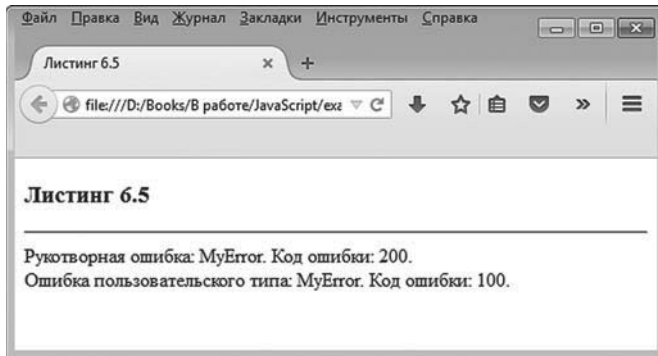 Файл Правка Вид Журнал Закладки Инструменты Справка
Листинг 6.5
file:///D:/Books/В работе/JavaScript/exa
Листинг 6.5
Рукотворная ошибка: MyError. Код ошибки: 200.
Ошибка пользовательского типа: MyError. Код ошибки: 100.